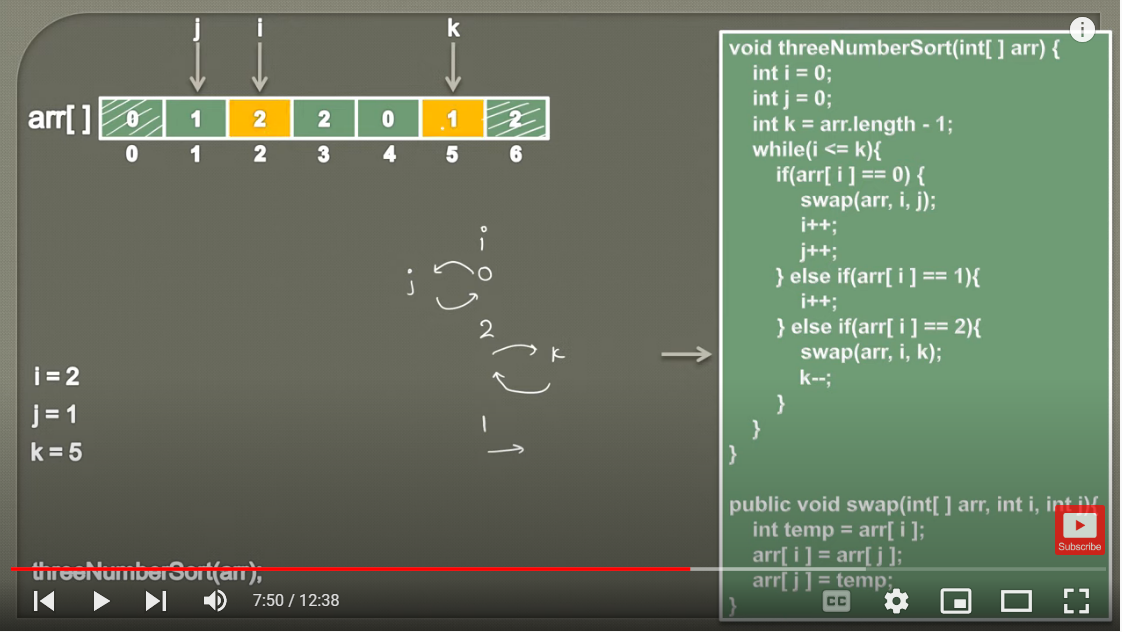 j i k
arr[ ] 0 1 2 2 0 1 2
0 1 2 3 4 5 6
i
j 0
2
k
1
i = 2
j = 1
k = 5
threeNumberSort(arr);
void threeNumberSort(int[ ] arr) {
int i = 0;
int j = 0;
int k = arr.length - 1;
while(i <= k){
if(arr[ i ] == 0) {
swap(arr, i, j);
i++;
j++;
} else if(arr[ i ] == 1){
i++;
} else if(arr[ i ] == 2){
swap(arr, i, k);
k--;
}
}
}
public void swap(int[ ] arr, int i, int j){
int temp = arr[ i ];
arr[ i ] = arr[ j ];
arr[ j ] = temp;
}
i
Subscribe
7:50 / 12:38
CC